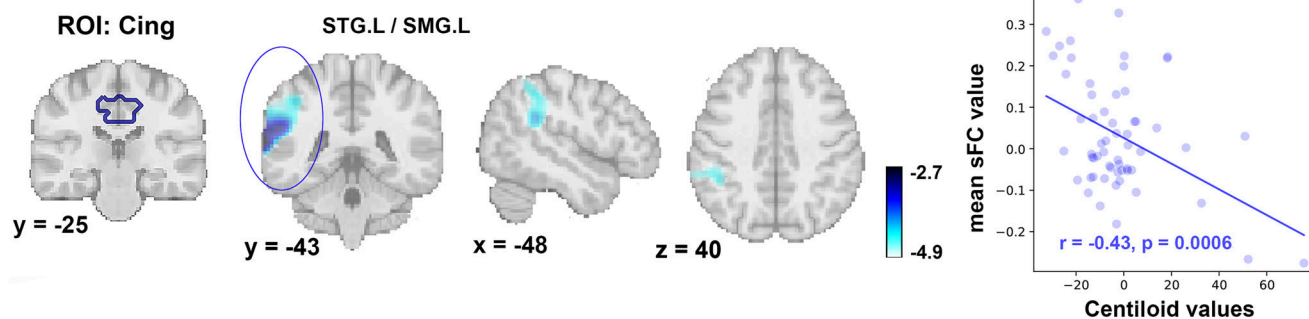 ROI: Cing
STG.L / SMG.L
y = -25
y = -43
x = -48
z = 40
-2.7
-4.9
mean sFC value
0.3
0.2
0.1
0.0
−0.1
−0.2
r = -0.43, p = 0.0006
−20 0 20 40 60
Centiloid values